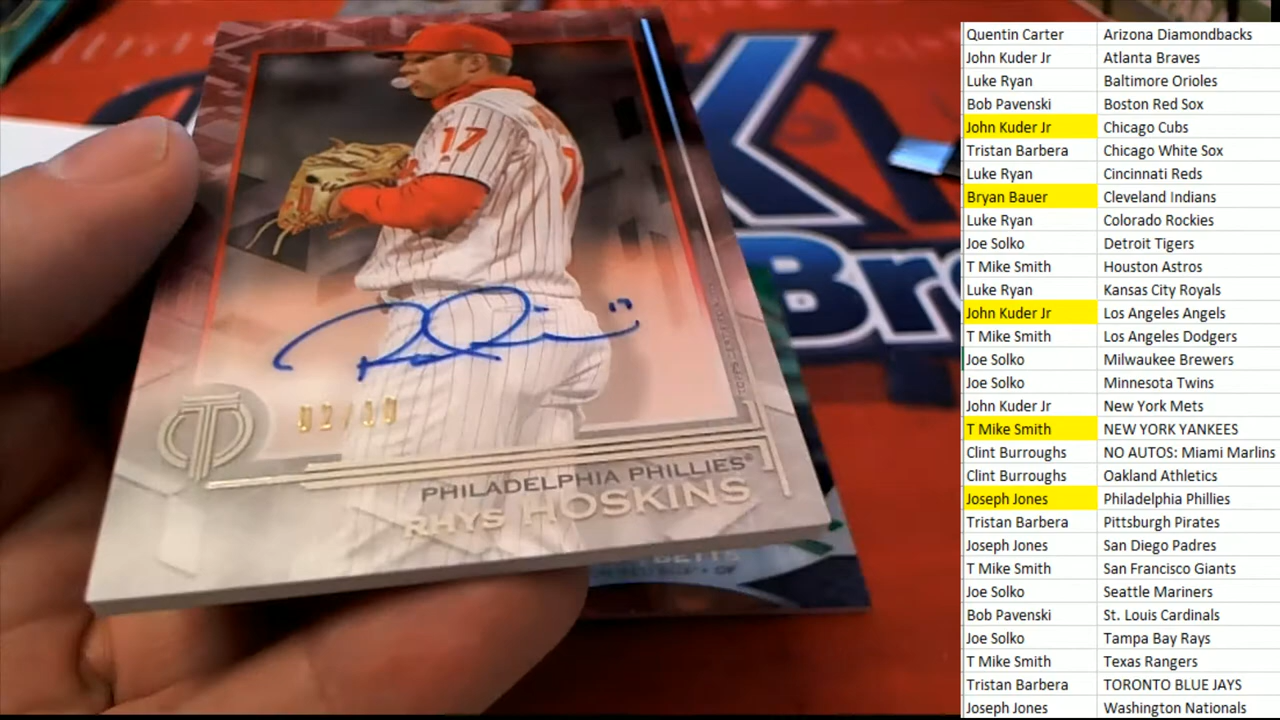 17
02/10
PHILADELPHIA PHILLIES®
RHYS HOSKINS
BETTS
Bre
Quentin Carter Arizona Diamondbacks
John Kuder Jr Atlanta Braves
Luke Ryan Baltimore Orioles
Bob Pavenski Boston Red Sox
John Kuder Jr Chicago Cubs
Tristan Barbera Chicago White Sox
Luke Ryan Cincinnati Reds
Bryan Bauer Cleveland Indians
Luke Ryan Colorado Rockies
Joe Solko Detroit Tigers
T Mike Smith Houston Astros
Luke Ryan Kansas City Royals
John Kuder Jr Los Angeles Angels
T Mike Smith Los Angeles Dodgers
Joe Solko Milwaukee Brewers
Joe Solko Minnesota Twins
John Kuder Jr New York Mets
T Mike Smith NEW YORK YANKEES
Clint Burroughs NO AUTOS: Miami Marlins
Clint Burroughs Oakland Athletics
Joseph Jones Philadelphia Phillies
Tristan Barbera Pittsburgh Pirates
Joseph Jones San Diego Padres
T Mike Smith San Francisco Giants
Joe Solko Seattle Mariners
Bob Pavenski St. Louis Cardinals
Joe Solko Tampa Bay Rays
T Mike Smith Texas Rangers
Tristan Barbera TORONTO BLUE JAYS
Joseph Jones Washington Nationals